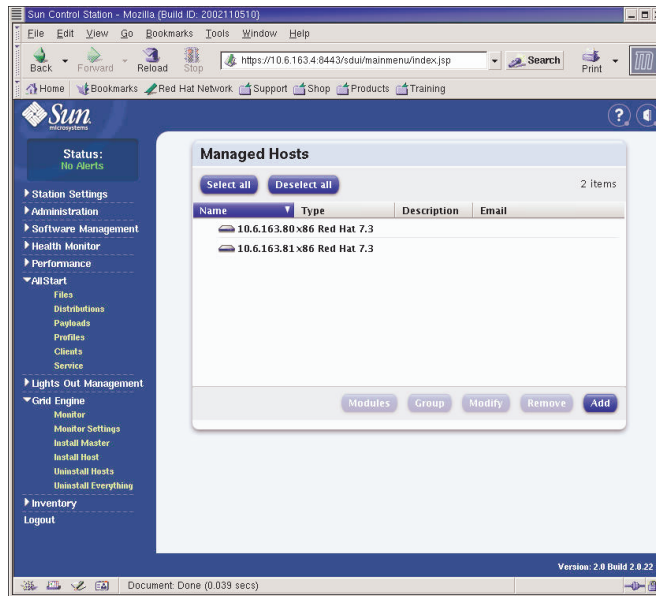 Sun Control Station - Mozilla {Build ID: 2002110510}
File Edit View Go Bookmarks Tools Window Help
Back Forward Reload Stop https://10.6.163.4:8443/sdui/mainmenu/index.jsp Search Print
Home Bookmarks Red Hat Network Support Shop Products Training
Sun
microsystems
Status:
No Alerts
Station Settings
Administration
Software Management
Health Monitor
Performance
AllStart
Files
Distributions
Payloads
Profiles
Clients
Service
Lights Out Management
Grid Engine
Monitor
Monitor Settings
Install Master
Install Host
Uninstall Hosts
Uninstall Everything
Inventory
Logout
Managed Hosts
Select all Deselect all 2 items
Name Type Description Email
10.6.163.80 x86 Red Hat 7.3
10.6.163.81 x86 Red Hat 7.3
Modules Group Modify Remove Add
Version: 2.0 Build 2.0.22
Document: Done (0.039 secs)